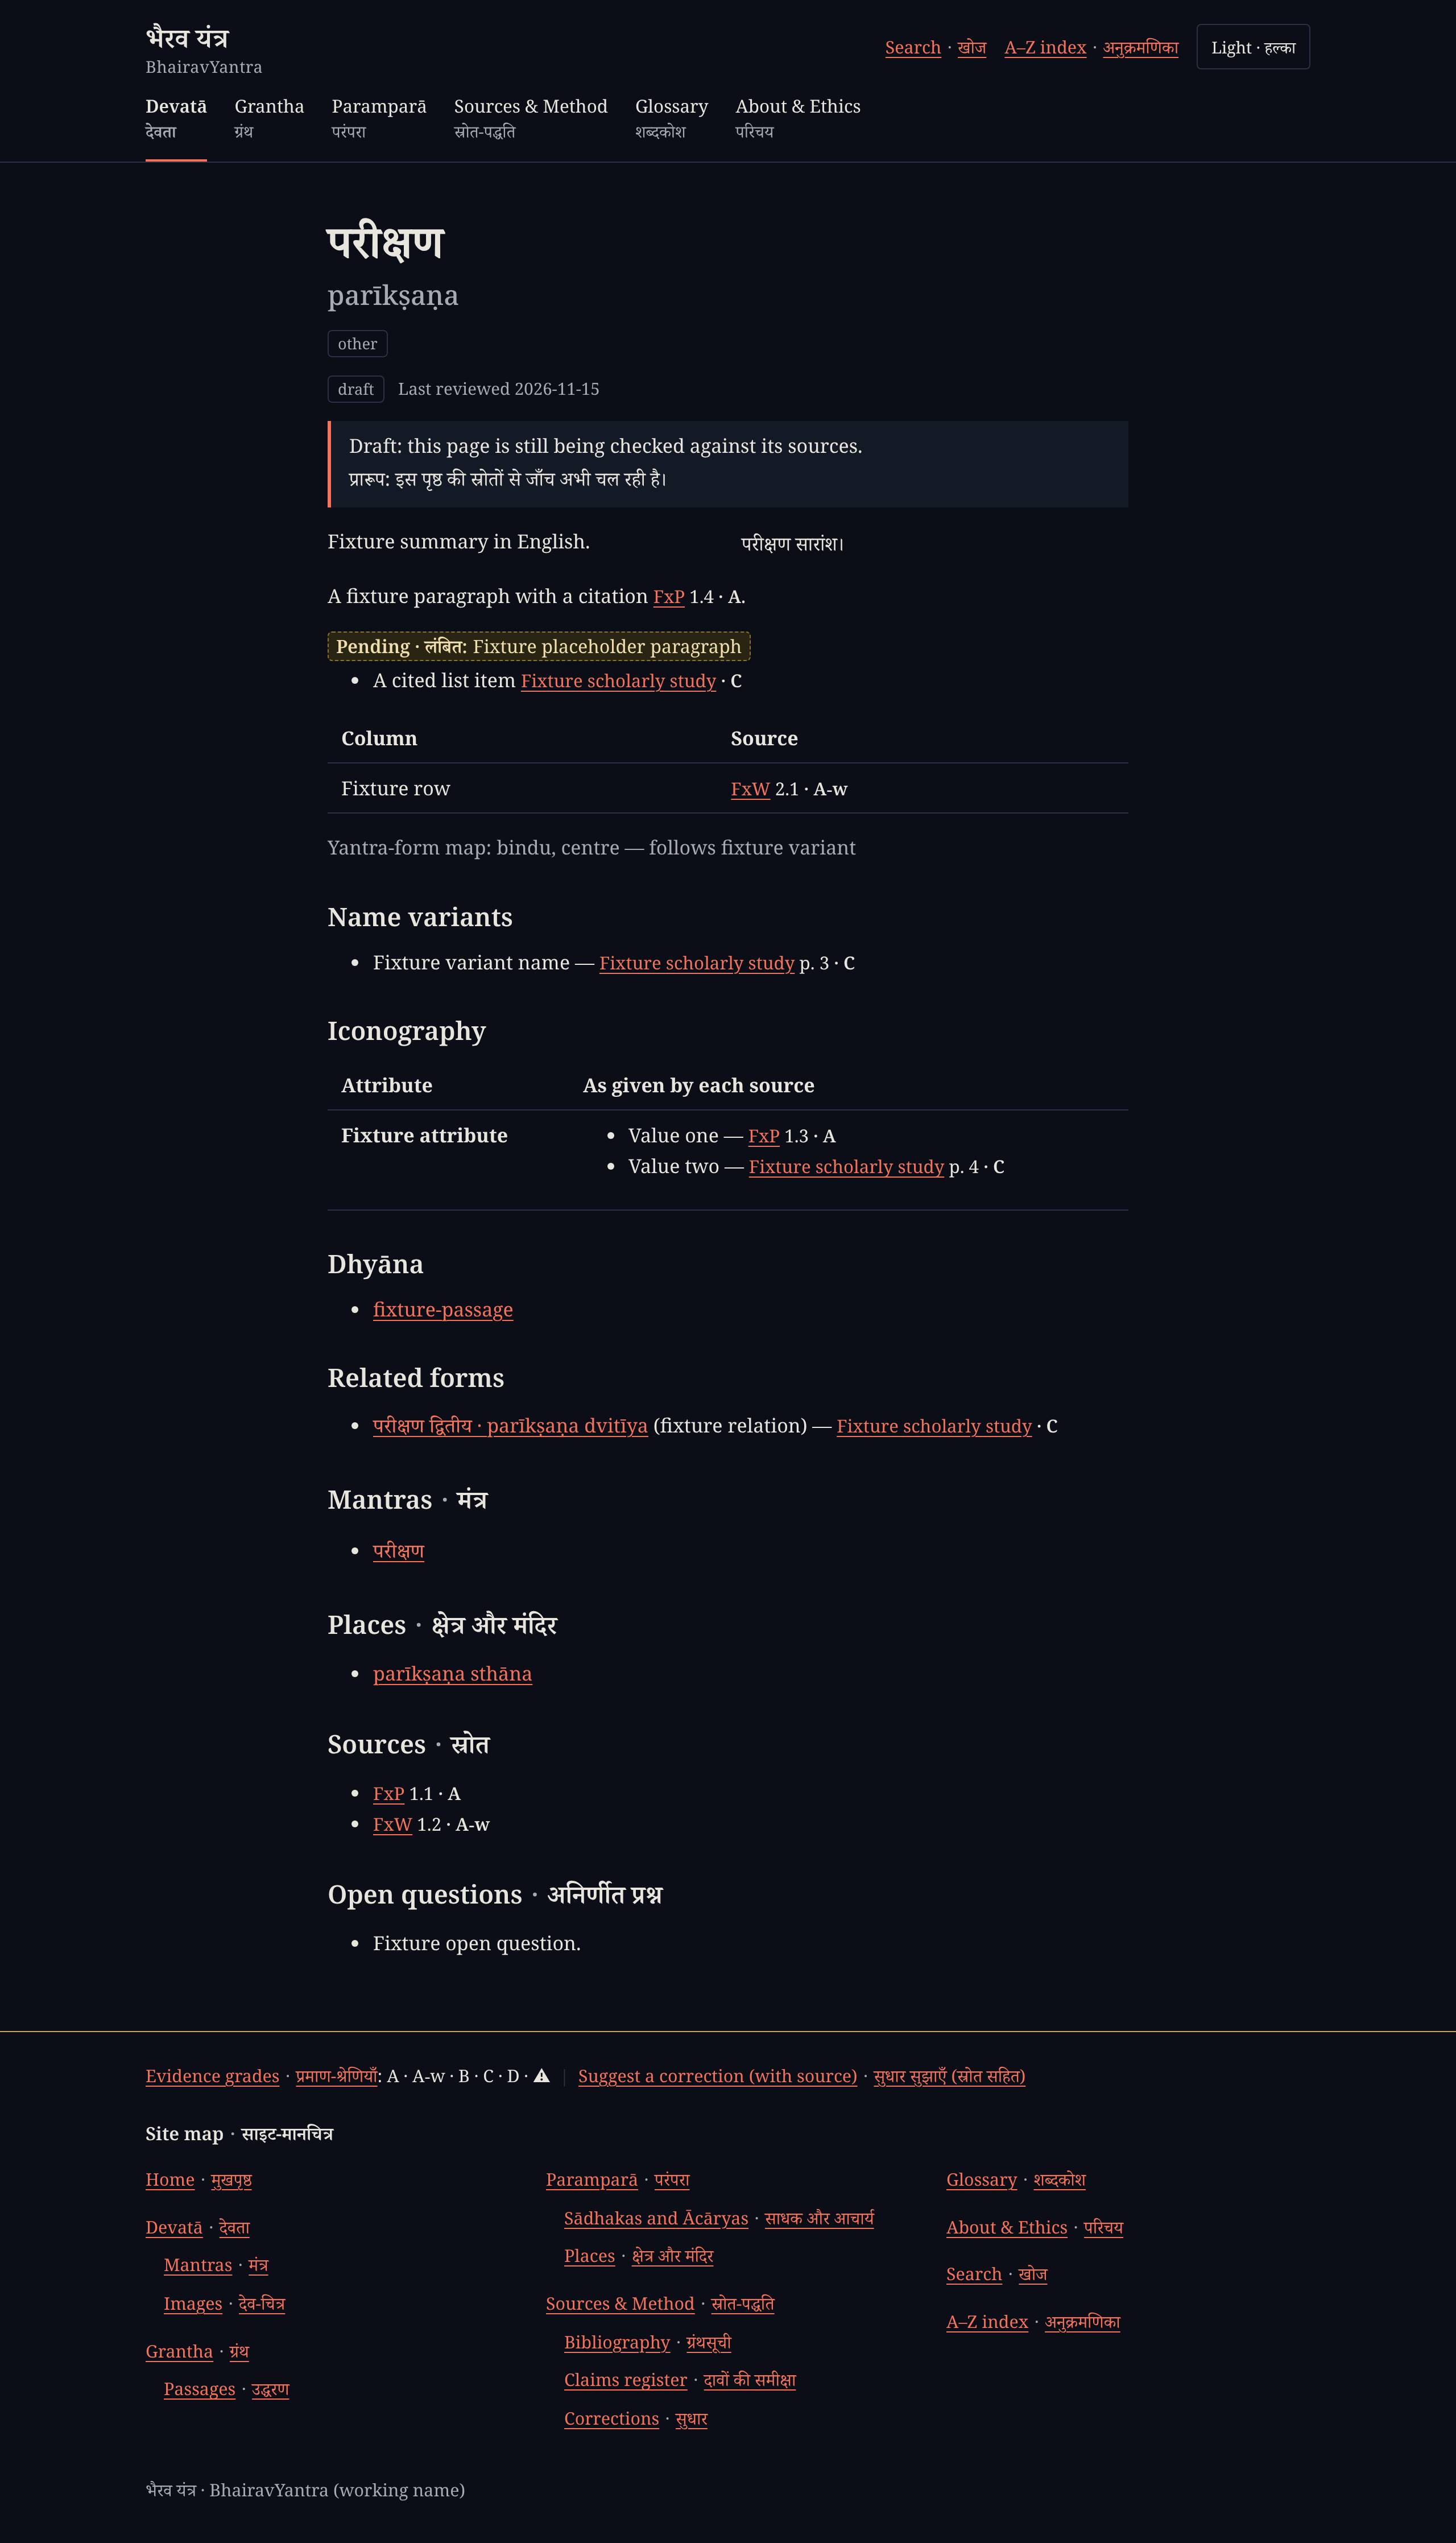 भैरव यंत्र
BhairavYantra
Search · खोज A–Z index · अनुक्रमणिका Light · हल्का
Devatā Grantha Paramparā Sources & Method Glossary About & Ethics
देवता ग्रंथ परंपरा स्रोत-पद्धति शब्दकोश परिचय
परीक्षण
parīkṣaṇa
other
draft Last reviewed 2026-11-15
Draft: this page is still being checked against its sources.
प्रारूप: इस पृष्ठ की स्रोतों से जाँच अभी चल रही है।
Fixture summary in English. परीक्षण सारांश।
A fixture paragraph with a citation FxP 1.4 · A.
Pending · लंबित: Fixture placeholder paragraph
• A cited list item Fixture scholarly study · C
Column Source
Fixture row FxW 2.1 · A-w
Yantra-form map: bindu, centre — follows fixture variant
Name variants
• Fixture variant name — Fixture scholarly study p. 3 · C
Iconography
Attribute As given by each source
Fixture attribute • Value one — FxP 1.3 · A
• Value two — Fixture scholarly study p. 4 · C
Dhyāna
• fixture-passage
Related forms
• परीक्षण द्वितीय · parīkṣaṇa dvitīya (fixture relation) — Fixture scholarly study · C
Mantras · मंत्र
• परीक्षण
Places · क्षेत्र और मंदिर
• parīkṣaṇa sthāna
Sources · स्रोत
• FxP 1.1 · A
• FxW 1.2 · A-w
Open questions · अनिर्णीत प्रश्न
• Fixture open question.
Evidence grades · प्रमाण-श्रेणियाँ: A · A-w · B · C · D · ⚠ | Suggest a correction (with source) · सुधार सुझाएँ (स्रोत सहित)
Site map · साइट-मानचित्र
Home · मुखपृष्ठ
Devatā · देवता
Mantras · मंत्र
Images · देव-चित्र
Grantha · ग्रंथ
Passages · उद्धरण
Paramparā · परंपरा
Sādhakas and Ācāryas · साधक और आचार्य
Places · क्षेत्र और मंदिर
Sources & Method · स्रोत-पद्धति
Bibliography · ग्रंथसूची
Claims register · दावों की समीक्षा
Corrections · सुधार
Glossary · शब्दकोश
About & Ethics · परिचय
Search · खोज
A–Z index · अनुक्रमणिका
भैरव यंत्र · BhairavYantra (working name)